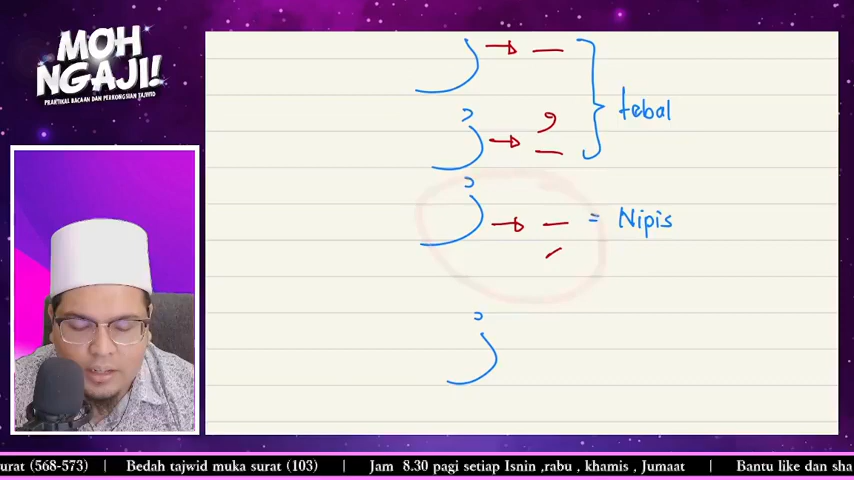 MOH
NGAJI!
PRAKTIKAL BACAAN DAN PERKONGSIAN TAJWID
ر → —
} tebal
رْ → ُ —
رْ → — = Nipis
رْ
urat (568-573) | Bedah tajwid muka surat (103) | Jam 8.30 pagi setiap Isnin ,rabu , khamis , Jumaat | Bantu like dan sha